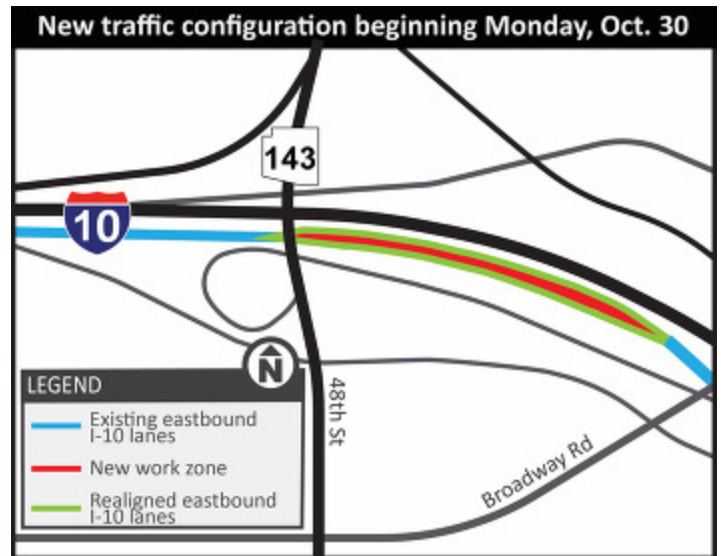 New traffic configuration beginning Monday, Oct. 30
143
10
N
LEGEND
Existing eastbound
I-10 lanes
New work zone
Realigned eastbound
I-10 lanes
48th St
Broadway Rd